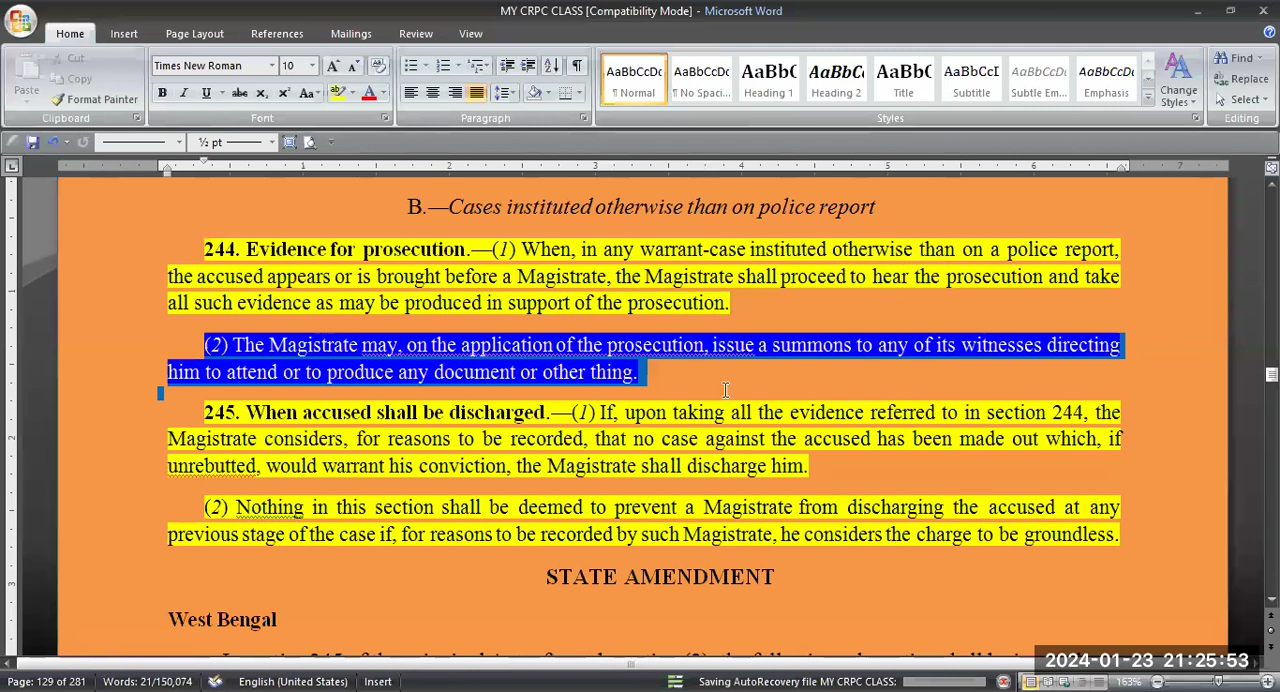 MY CRPC CLASS [Compatibility Mode] - Microsoft Word
Home Insert Page Layout References Mailings Review View
Paste Cut Copy Format Painter
Clipboard
Times New Roman 10
B I U abc X₂ X² Aa
Font
Paragraph
AaBbCcDc ¶ Normal
AaBbCcDc ¶ No Spaci...
AaBbC Heading 1
AaBbCc Heading 2
AaBbC Title
AaBbCcI Subtitle
AaBbCcDc Subtle Em...
AaBbCcDc Emphasis
Change Styles
Styles
Find
Replace
Select
Editing
½ pt
1 2 3 4 5 6 7
B.—Cases instituted otherwise than on police report
244. Evidence for prosecution.—(1) When, in any warrant-case instituted otherwise than on a police report,
the accused appears or is brought before a Magistrate, the Magistrate shall proceed to hear the prosecution and take
all such evidence as may be produced in support of the prosecution.
(2) The Magistrate may, on the application of the prosecution, issue a summons to any of its witnesses directing
him to attend or to produce any document or other thing.
245. When accused shall be discharged.—(1) If, upon taking all the evidence referred to in section 244, the
Magistrate considers, for reasons to be recorded, that no case against the accused has been made out which, if
unrebutted, would warrant his conviction, the Magistrate shall discharge him.
(2) Nothing in this section shall be deemed to prevent a Magistrate from discharging the accused at any
previous stage of the case if, for reasons to be recorded by such Magistrate, he considers the charge to be groundless.
STATE AMENDMENT
West Bengal
2024-01-23 21:25:53
Page: 129 of 281 Words: 21/150,074 English (United States) Insert Saving AutoRecovery file MY CRPC CLASS: 163%